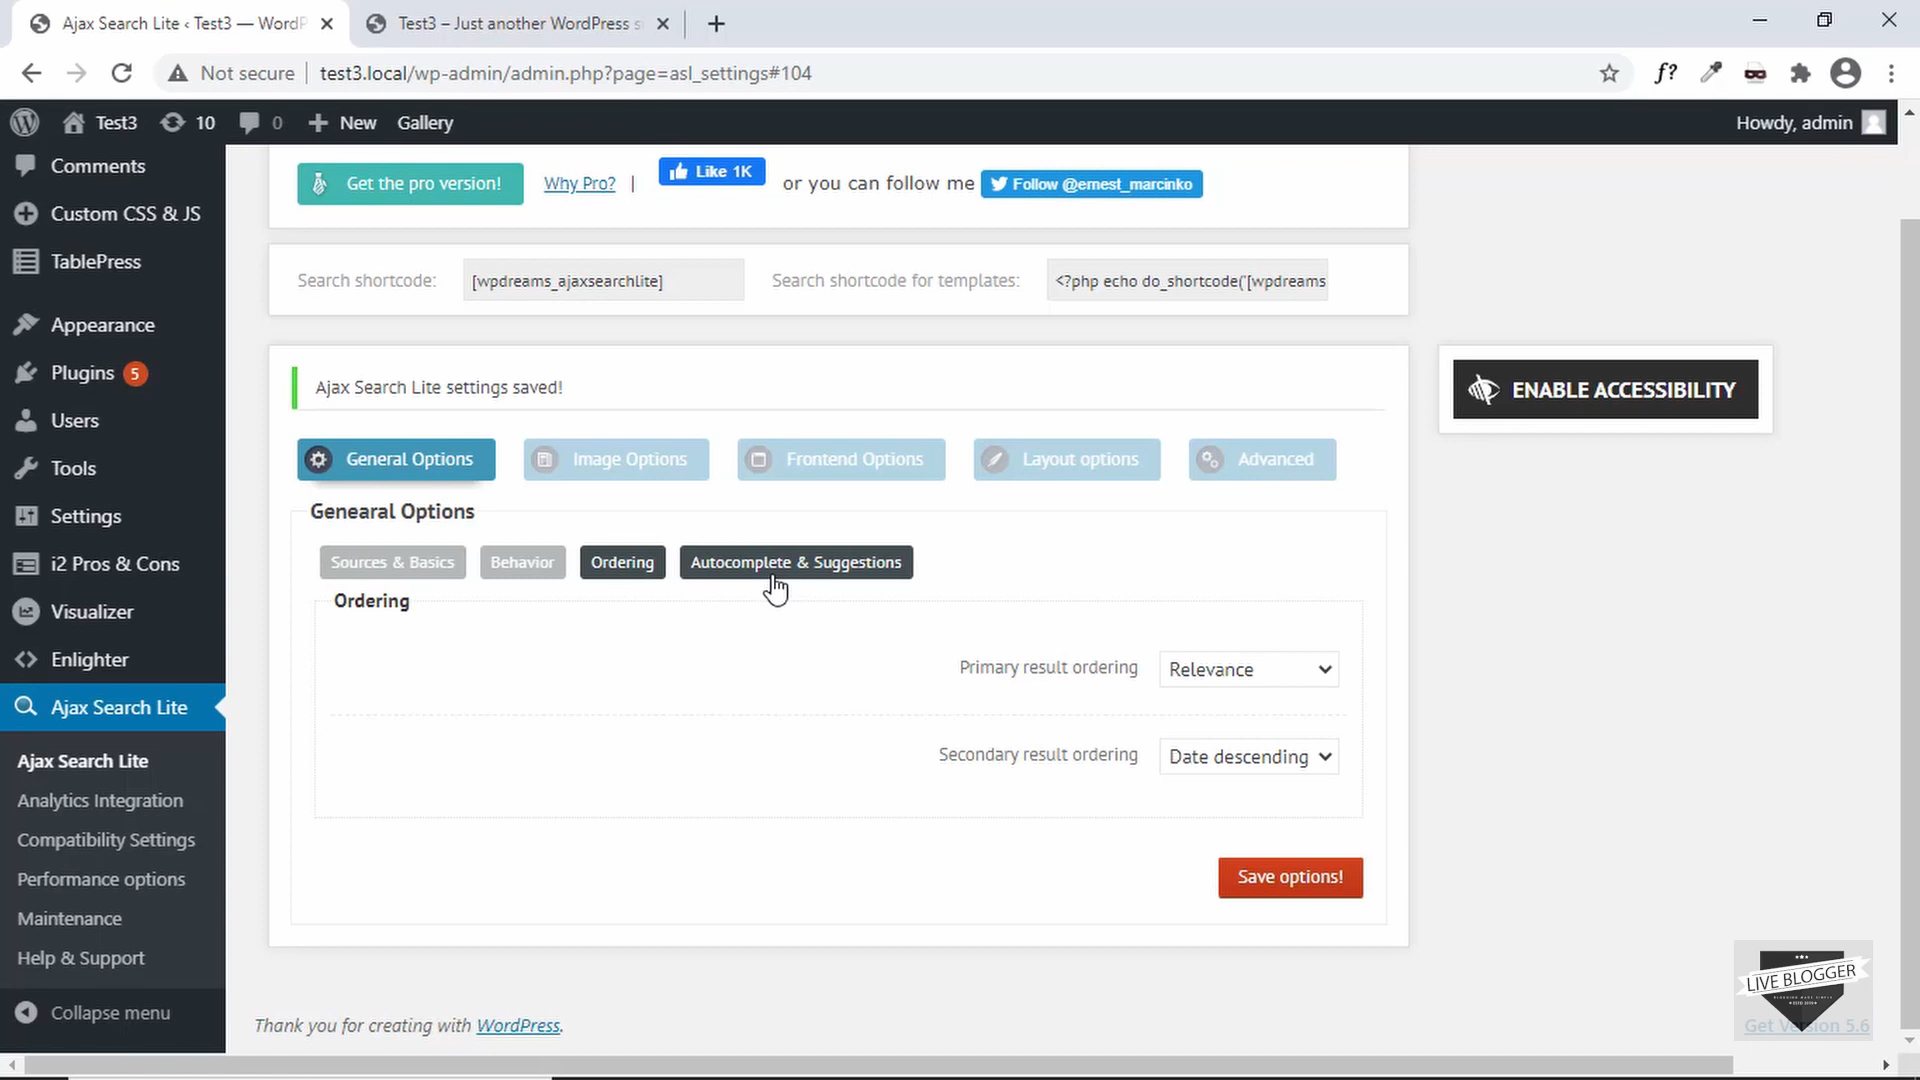 Ajax Search Lite ‹ Test3 — WordP
Test3 – Just another WordPress s
Not secure
test3.local/wp-admin/admin.php?page=asl_settings#104
f?
Test3
10
0
New
Gallery
Howdy, admin
Comments
Custom CSS & JS
TablePress
Appearance
Plugins 5
Users
Tools
Settings
i2 Pros & Cons
Visualizer
Enlighter
Ajax Search Lite
Ajax Search Lite
Analytics Integration
Compatibility Settings
Performance options
Maintenance
Help & Support
Collapse menu
Get the pro version!
Why Pro? |
Like 1K
or you can follow me
Follow @ernest_marcinko
Search shortcode:
[wpdreams_ajaxsearchlite]
Search shortcode for templates:
<?php echo do_shortcode('[wpdreams
Ajax Search Lite settings saved!
ENABLE ACCESSIBILITY
General Options
Image Options
Frontend Options
Layout options
Advanced
Genearal Options
Sources & Basics
Behavior
Ordering
Autocomplete & Suggestions
Ordering
Primary result ordering
Relevance
Secondary result ordering
Date descending
Save options!
Thank you for creating with WordPress.
LIVE BLOGGER
Get Version 5.6